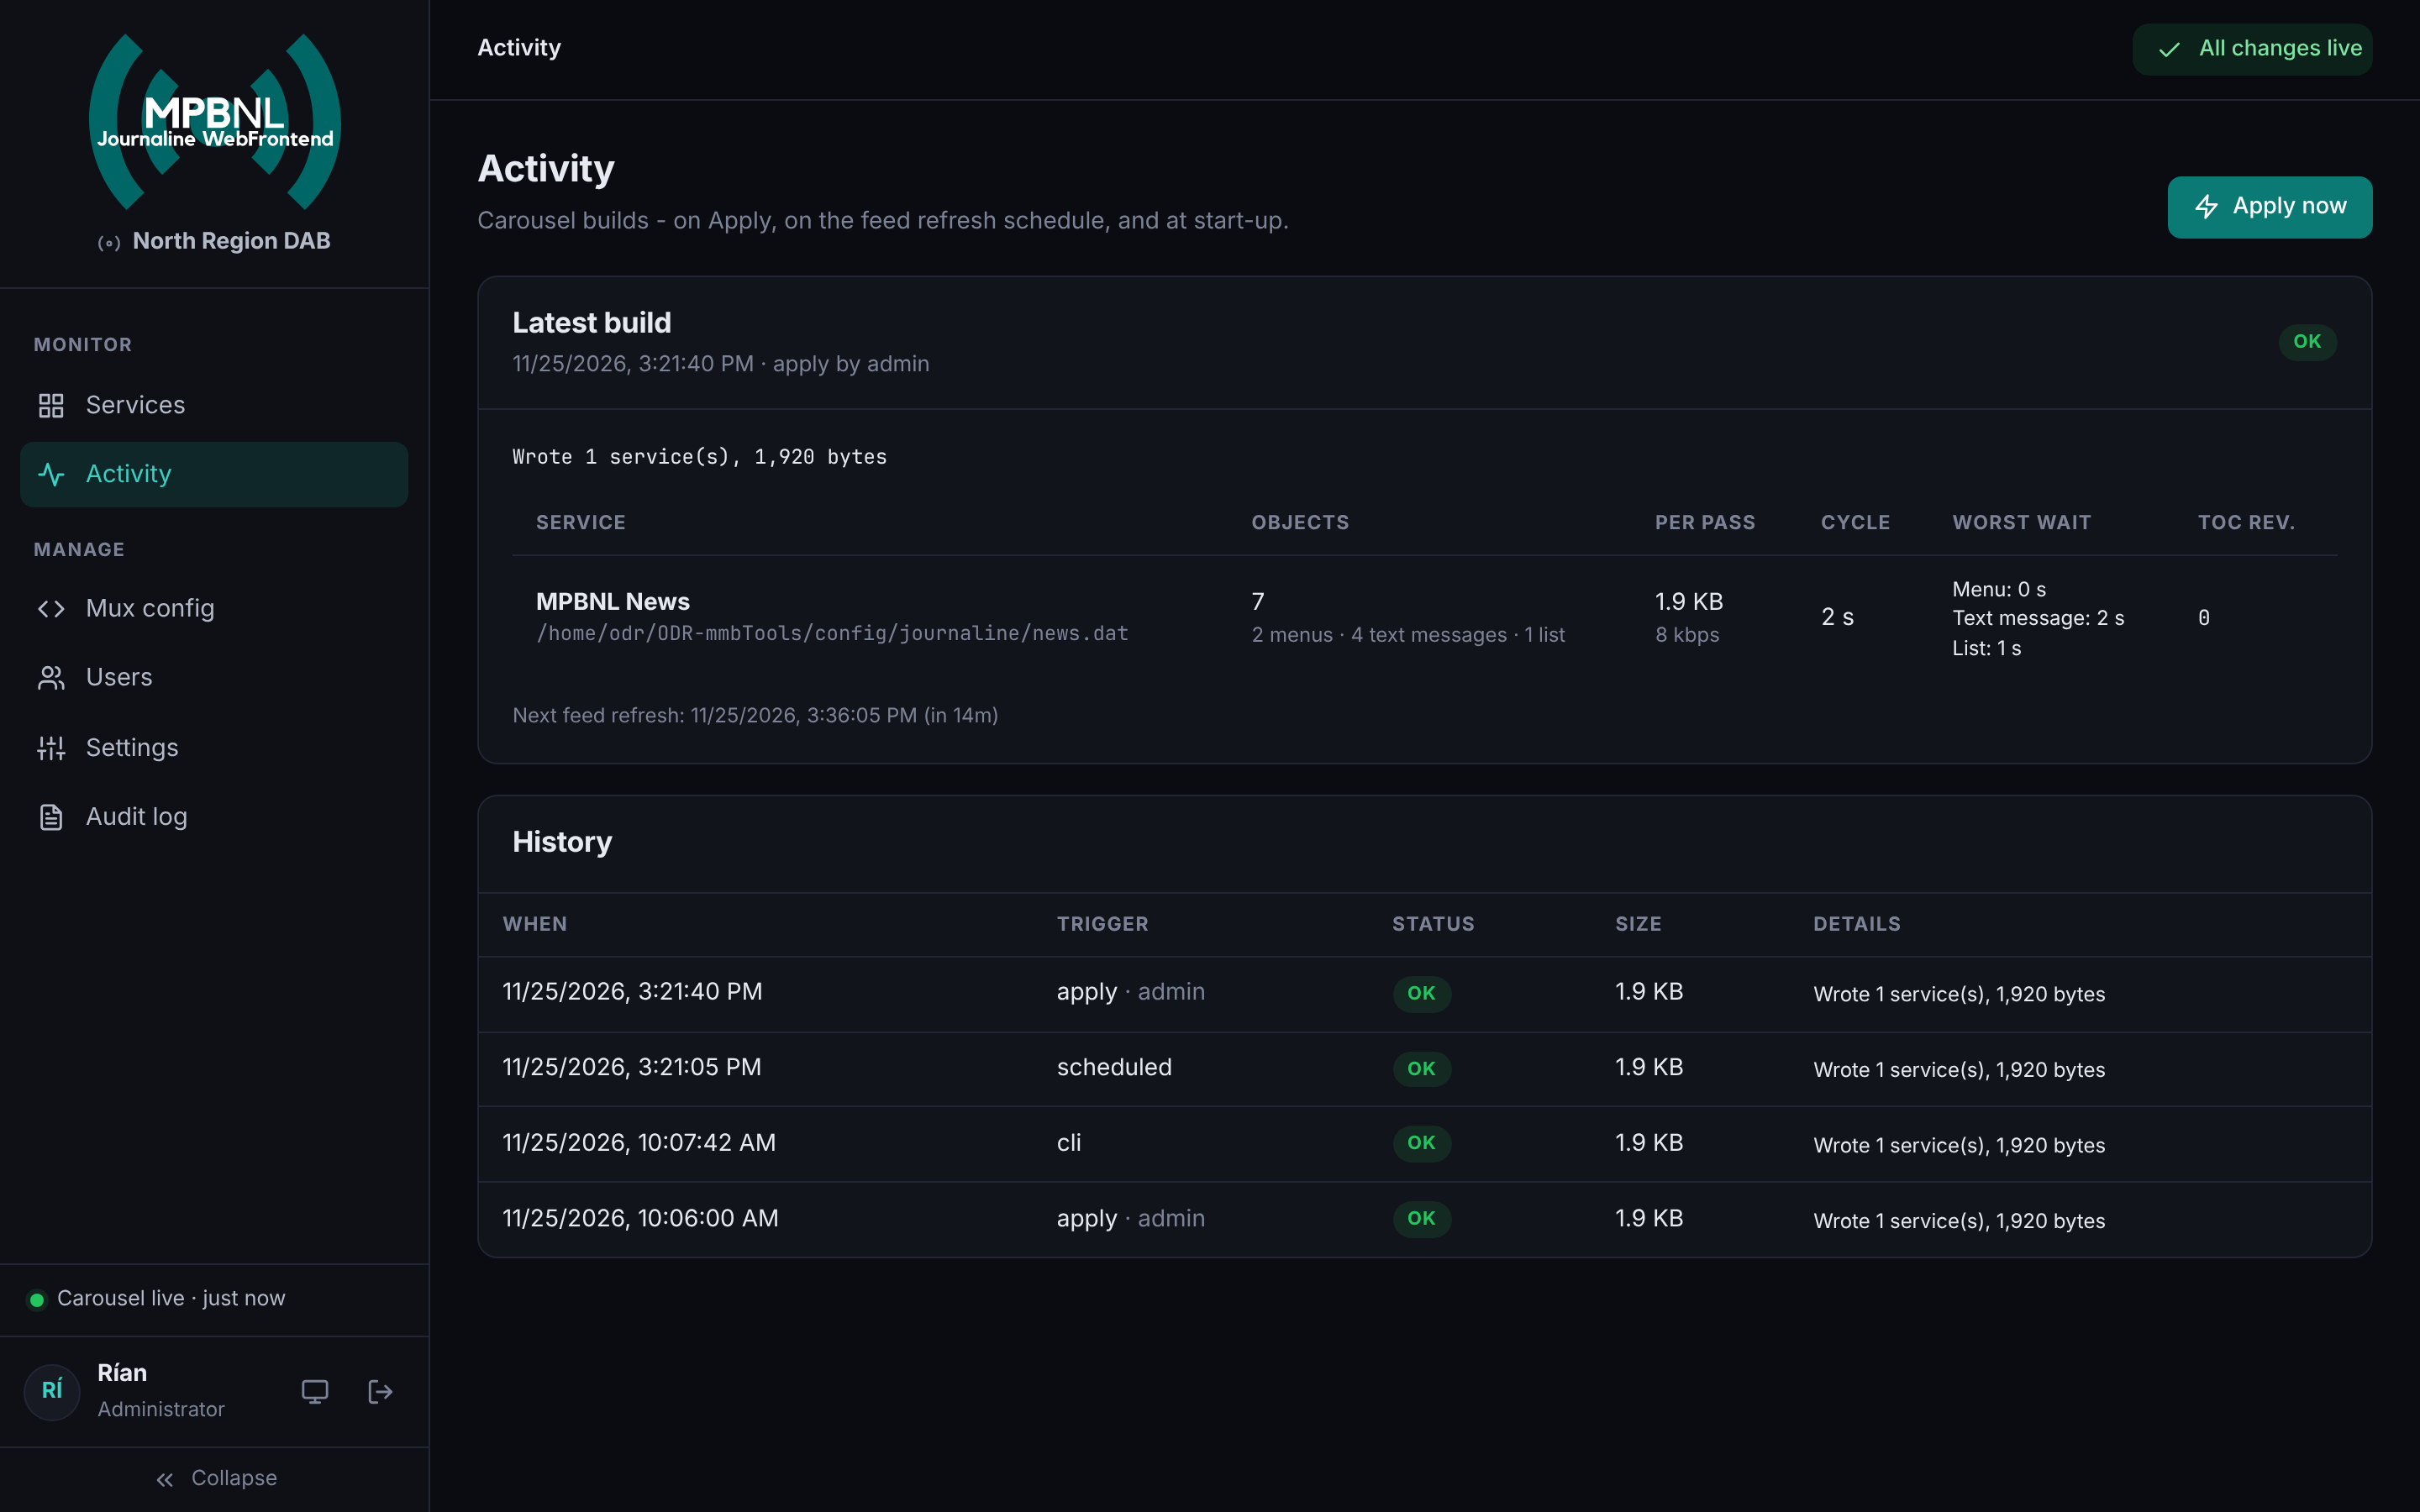 MPBNL
Journaline WebFrontend
North Region DAB
MONITOR
Services
Activity
MANAGE
Mux config
Users
Settings
Audit log
Carousel live · just now
RÍ
Rían
Administrator
Collapse
Activity
All changes live
Activity
Carousel builds - on Apply, on the feed refresh schedule, and at start-up.
Apply now
Latest build
11/25/2026, 3:21:40 PM · apply by admin
OK
Wrote 1 service(s), 1,920 bytes
SERVICE OBJECTS PER PASS CYCLE WORST WAIT TOC REV.
MPBNL News
/home/odr/ODR-mmbTools/config/journaline/news.dat
7
2 menus · 4 text messages · 1 list
1.9 KB
8 kbps
2 s
Menu: 0 s
Text message: 2 s
List: 1 s
0
Next feed refresh: 11/25/2026, 3:36:05 PM (in 14m)
History
WHEN TRIGGER STATUS SIZE DETAILS
11/25/2026, 3:21:40 PM apply · admin OK 1.9 KB Wrote 1 service(s), 1,920 bytes
11/25/2026, 3:21:05 PM scheduled OK 1.9 KB Wrote 1 service(s), 1,920 bytes
11/25/2026, 10:07:42 AM cli OK 1.9 KB Wrote 1 service(s), 1,920 bytes
11/25/2026, 10:06:00 AM apply · admin OK 1.9 KB Wrote 1 service(s), 1,920 bytes